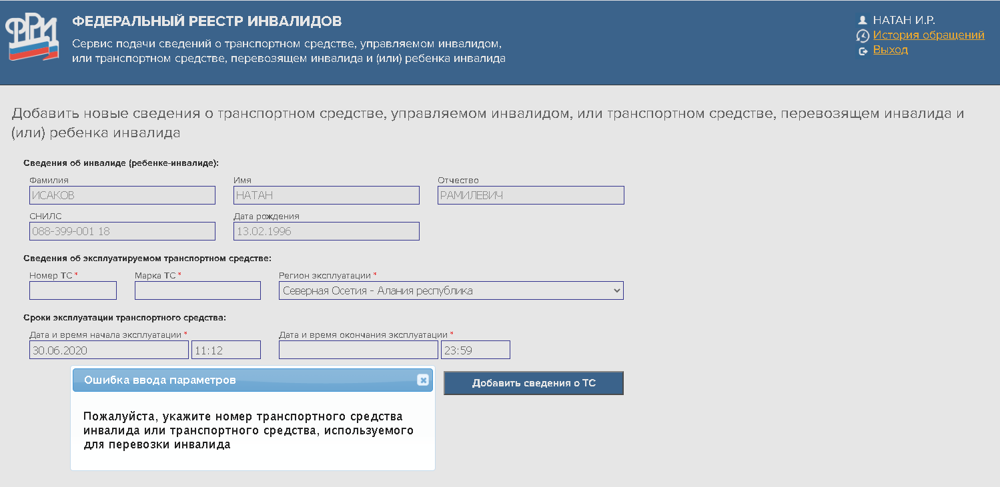 ФРИ
ФЕДЕРАЛЬНЫЙ РЕЕСТР ИНВАЛИДОВ
Сервис подачи сведений о транспортном средстве, управляемом инвалидом,
или транспортном средстве, перевозящем инвалида и (или) ребенка инвалида
НАТАН И.Р.
История обращений
Выход
Добавить новые сведения о транспортном средстве, управляемом инвалидом, или транспортном средстве, перевозящем инвалида и
(или) ребенка инвалида
Сведения об инвалиде (ребенке-инвалиде):
Фамилия Имя Отчество
ИСАКОВ НАТАН РАМИЛЕВИЧ
СНИЛС Дата рождения
088-399-001 18 13.02.1996
Сведения об эксплуатируемом транспортном средстве:
Номер ТС * Марка ТС * Регион эксплуатации *
Северная Осетия - Алания республика
Сроки эксплуатации транспортного средства:
Дата и время начала эксплуатации * Дата и время окончания эксплуатации *
30.06.2020 11:12 23:59
Ошибка ввода параметров
Добавить сведения о ТС
Пожалуйста, укажите номер транспортного средства
инвалида или транспортного средства, используемого
для перевозки инвалида